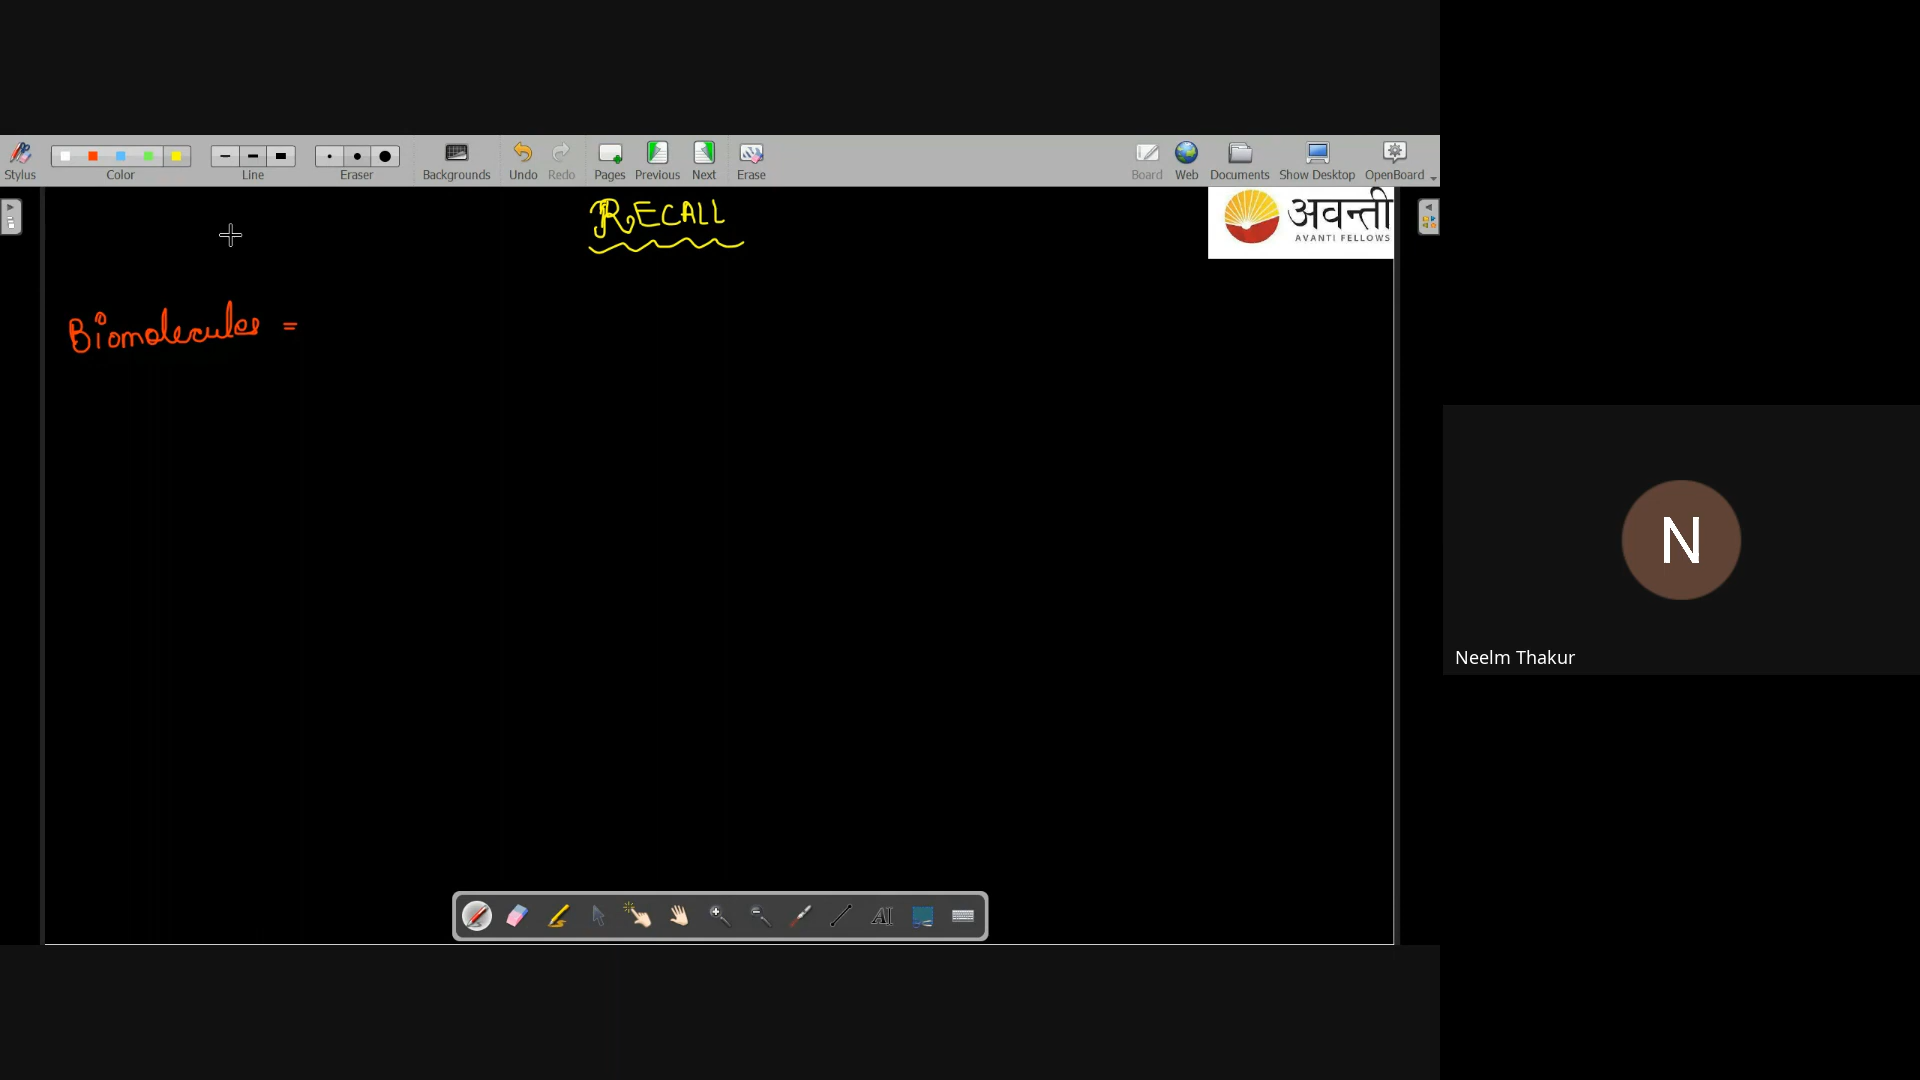 Stylus Color Line Eraser Backgrounds Undo Redo Pages Previous Next Erase Board Web Documents Show Desktop OpenBoard
RECALL
अवन्ती
AVANTI FELLOWS
Biomolecules =
N
Neelm Thakur
AI